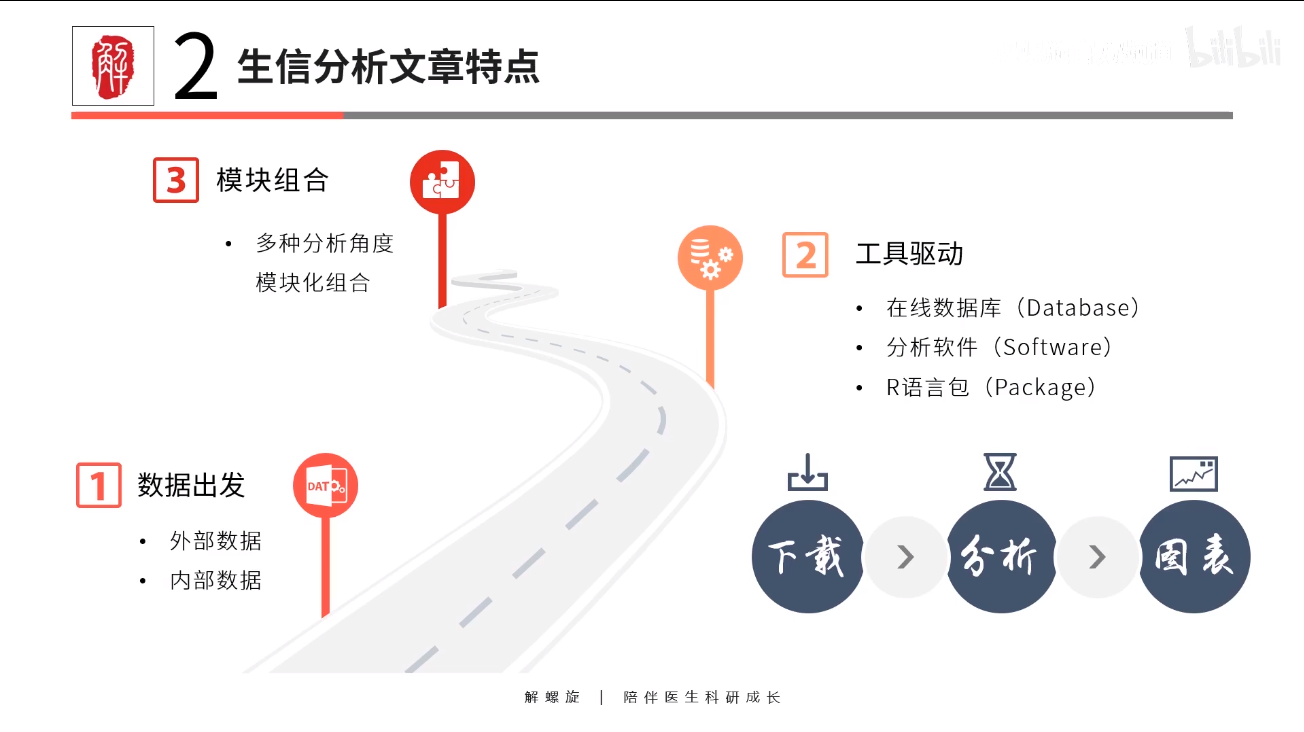 解
2 生信分析文章特点
bilibili
3 模块组合
• 多种分析角度
模块化组合
2 工具驱动
• 在线数据库（Database）
• 分析软件（Software）
• R语言包（Package）
1 数据出发
DAT
• 外部数据
• 内部数据
下载 > 分析 > 图表
解螺旋 | 陪伴医生科研成长